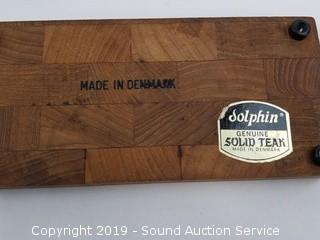 MADE IN DENMARK
Dolphin®
GENUINE
SOLID TEAK
MADE IN DENMARK
Copyright 2019 - Sound Auction Service